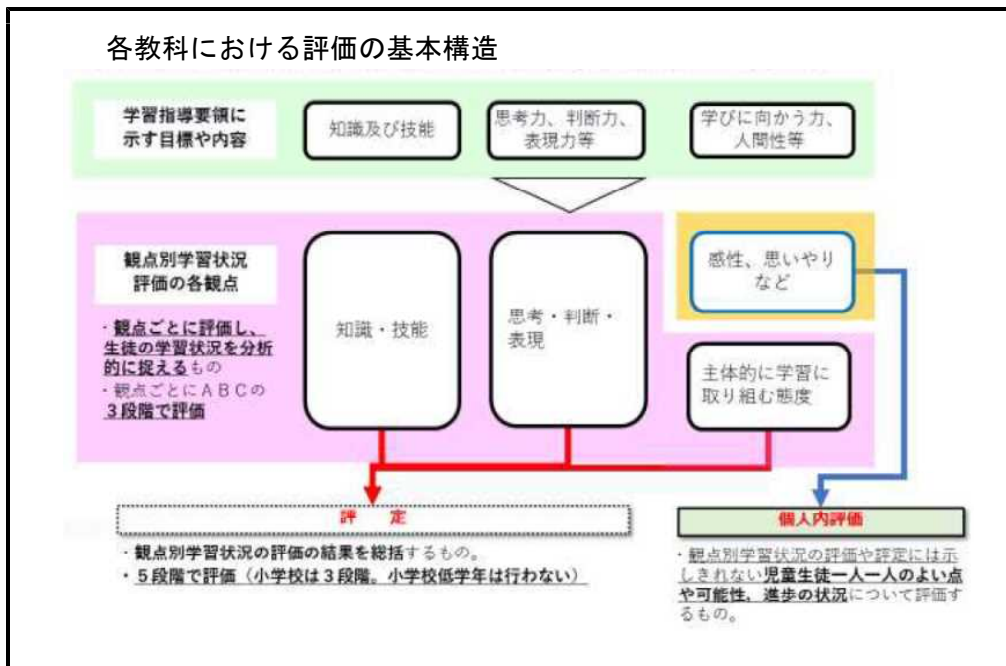 各教科における評価の基本構造
学習指導要領に
示す目標や内容
知識及び技能
思考力、判断力、
表現力等
学びに向かう力、
人間性等
観点別学習状況
評価の各観点
・観点ごとに評価し、
生徒の学習状況を分析
的に捉えるもの
・観点ごとにＡＢＣの
３段階で評価
知識・技能
思考・判断・
表現
感性、思いやり
など
主体的に学習に
取り組む態度
評　定
・観点別学習状況の評価の結果を総括するもの。
・５段階で評価（小学校は３段階。小学校低学年は行わない）
個人内評価
・観点別学習状況の評価や評定には示
しきれない児童生徒一人一人のよい点
や可能性、進歩の状況について評価す
るもの。